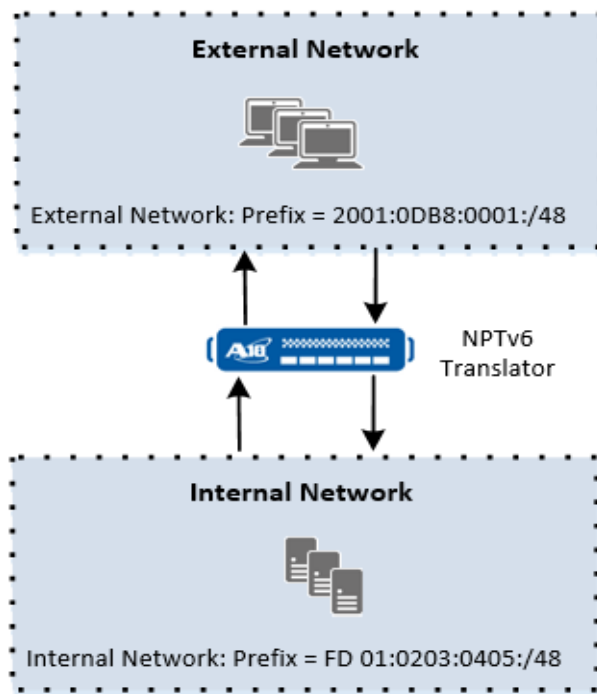 External Network
External Network: Prefix = 2001:0DB8:0001:/48
A10
NPTv6
Translator
Internal Network
Internal Network: Prefix = FD 01:0203:0405:/48